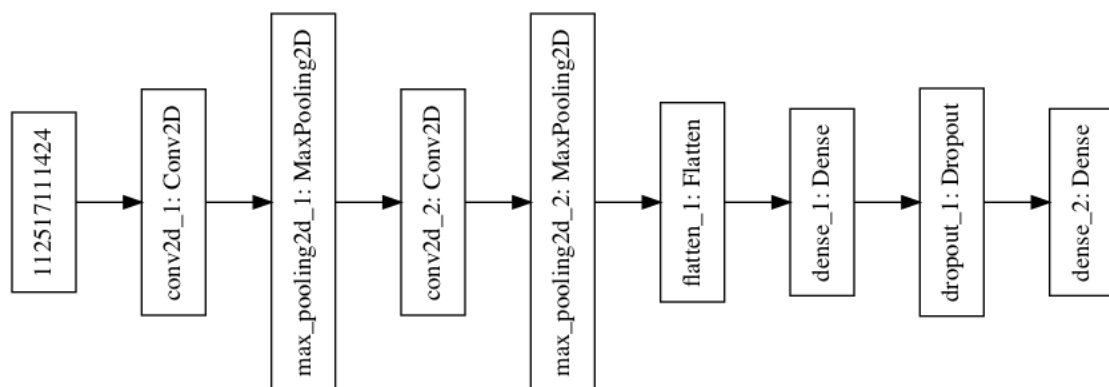 112517111424
conv2d_1: Conv2D
max_pooling2d_1: MaxPooling2D
conv2d_2: Conv2D
max_pooling2d_2: MaxPooling2D
flatten_1: Flatten
dense_1: Dense
dropout_1: Dropout
dense_2: Dense